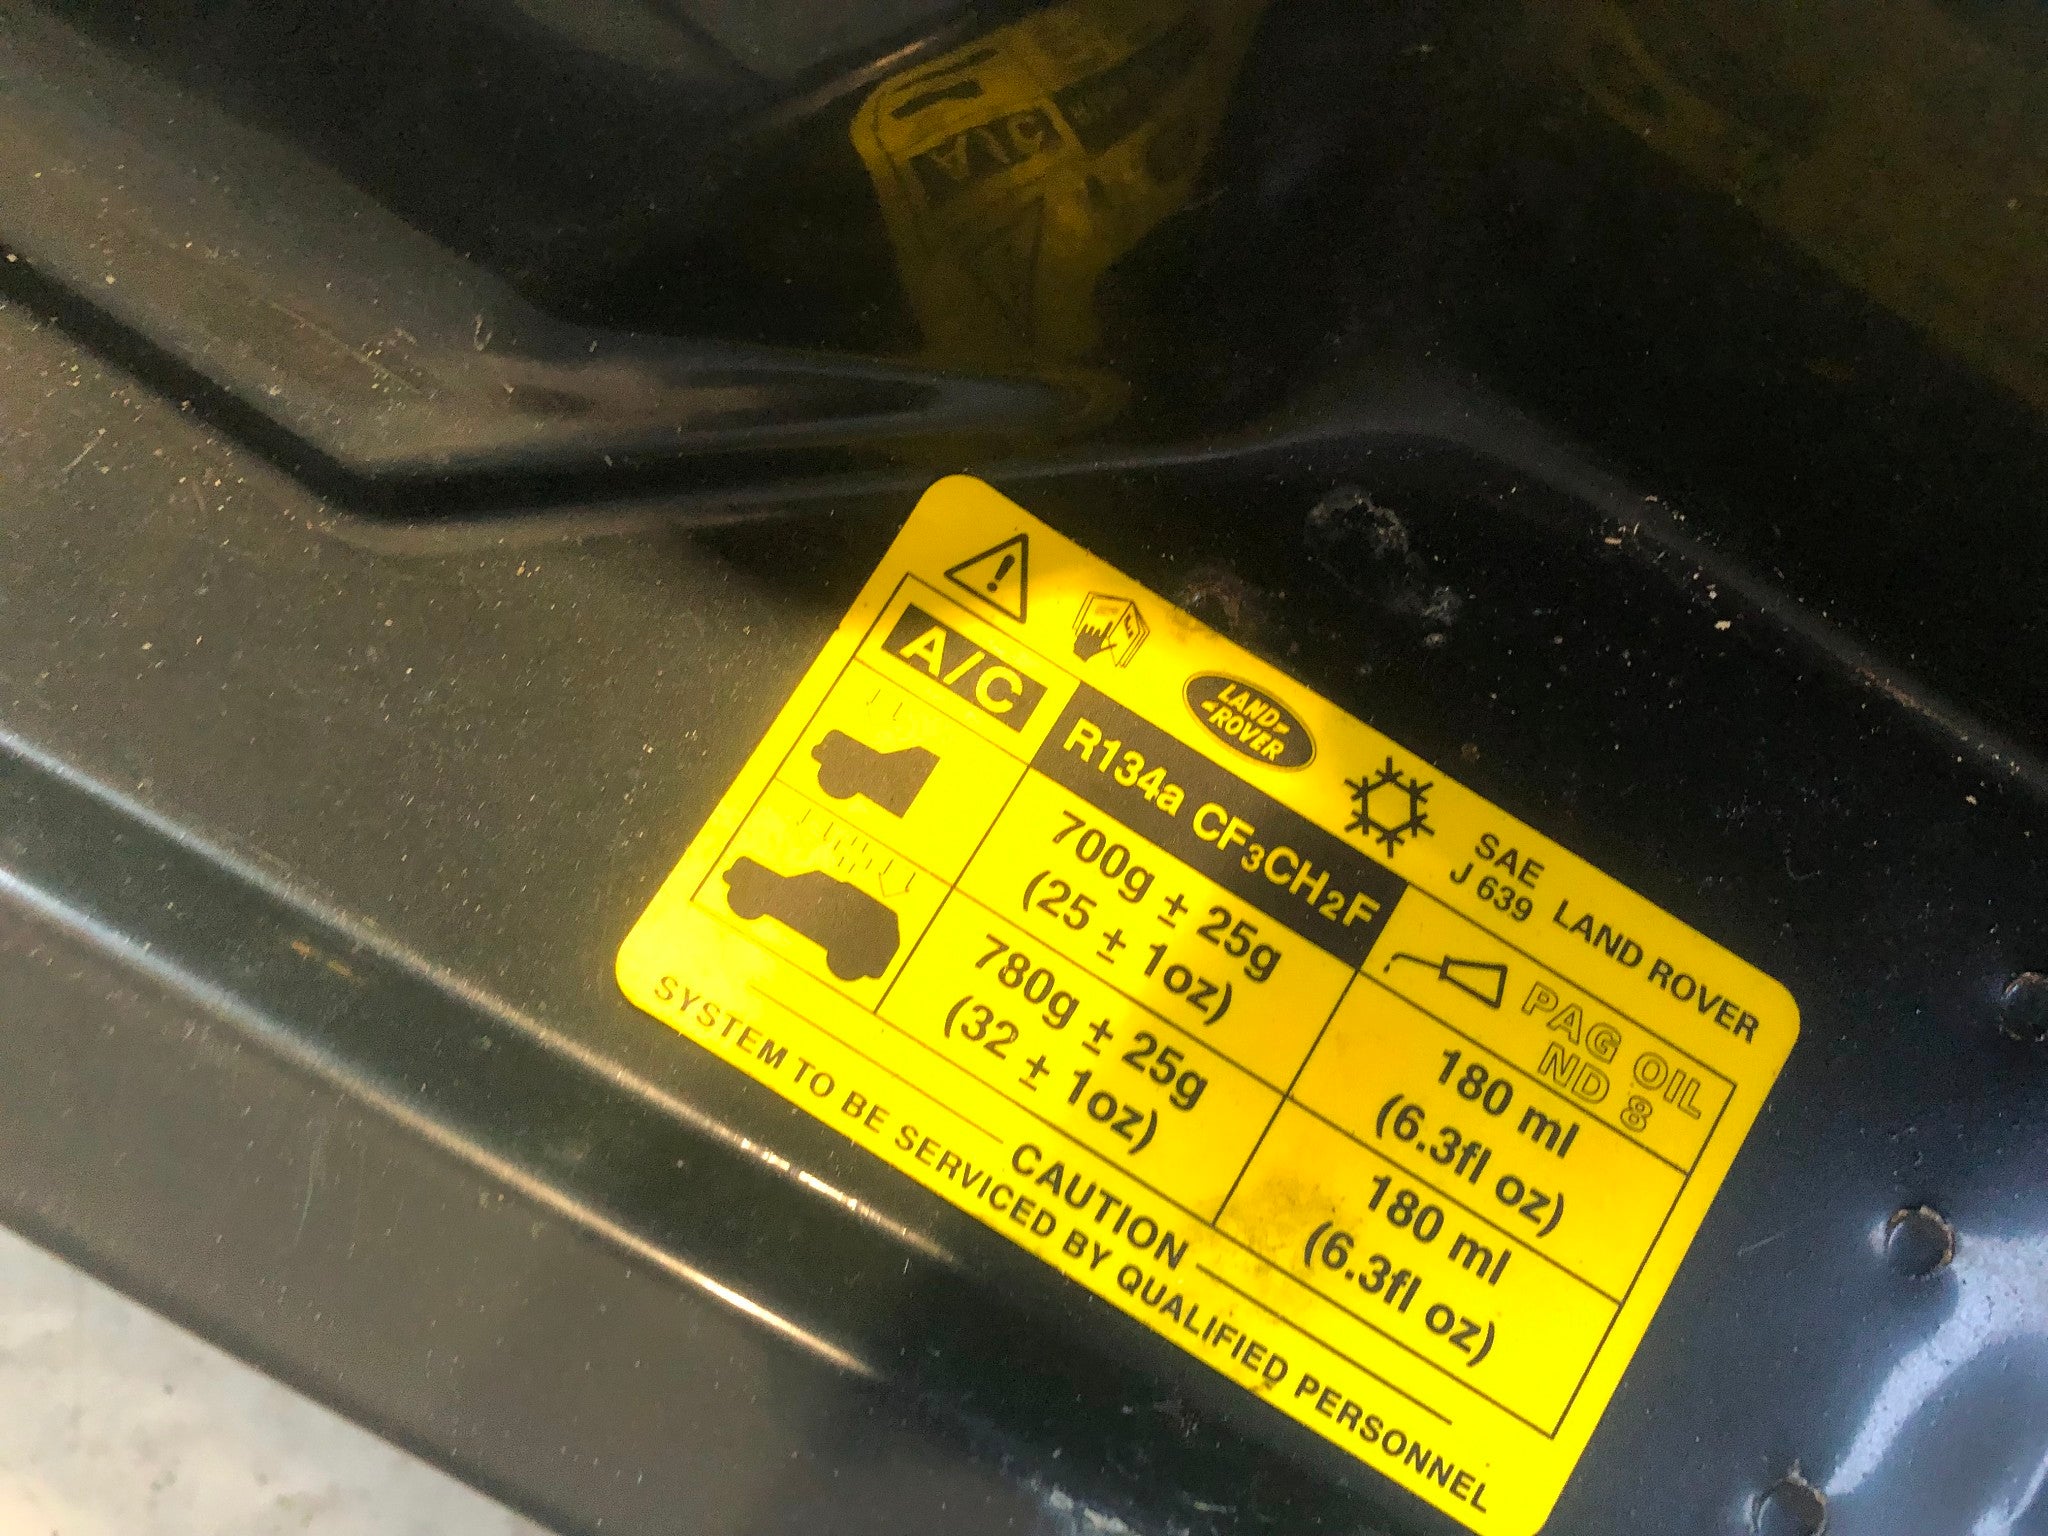 LAND-
-ROVER
SAE
J 639
LAND ROVER
A/C
R134a CF₃CH₂F
PAG OIL
ND 8
700g ± 25g
(25 ± 1oz)
180 ml
(6.3fl oz)
780g ± 25g
(32 ± 1oz)
180 ml
(6.3fl oz)
CAUTION
SYSTEM TO BE SERVICED BY QUALIFIED PERSONNEL